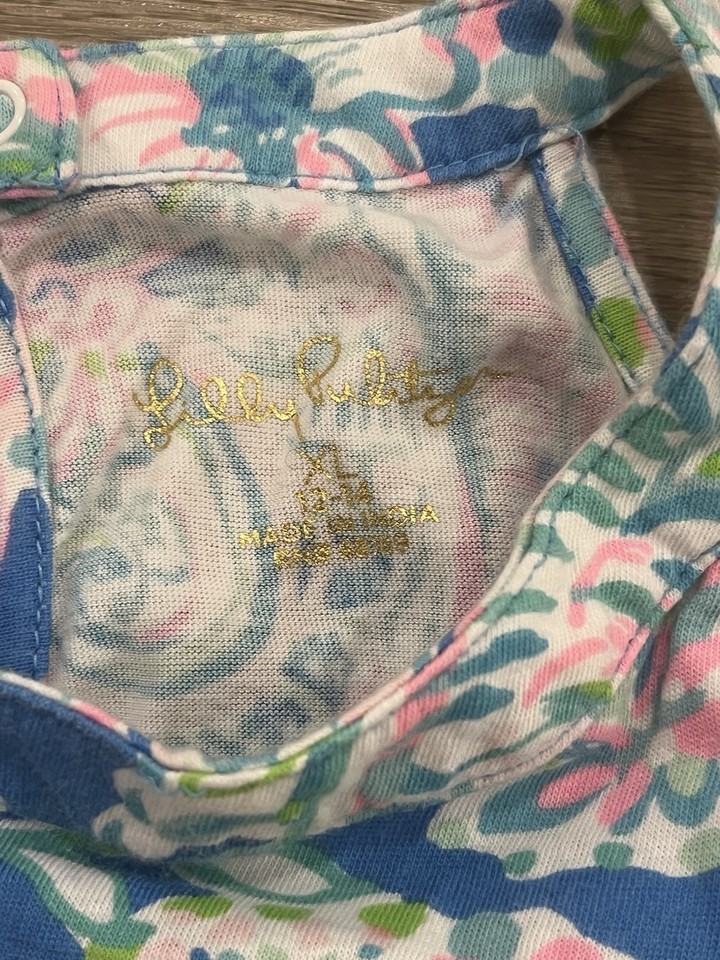 Lilly Pulitzer
XL
12-14
MADE IN INDIA